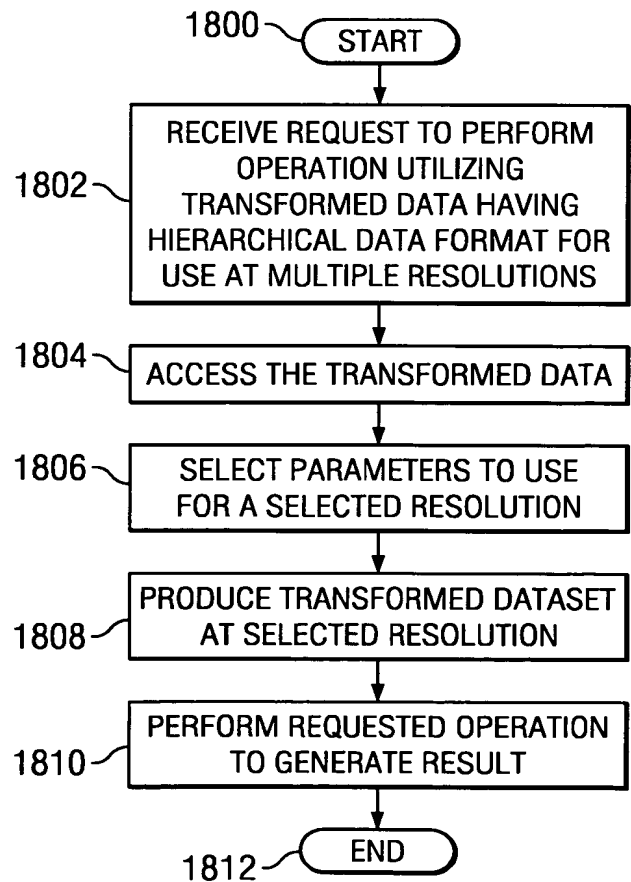 1800
START
1802
RECEIVE REQUEST TO PERFORM
OPERATION UTILIZING
TRANSFORMED DATA HAVING
HIERARCHICAL DATA FORMAT FOR
USE AT MULTIPLE RESOLUTIONS
1804
ACCESS THE TRANSFORMED DATA
1806
SELECT PARAMETERS TO USE
FOR A SELECTED RESOLUTION
1808
PRODUCE TRANSFORMED DATASET
AT SELECTED RESOLUTION
1810
PERFORM REQUESTED OPERATION
TO GENERATE RESULT
1812
END